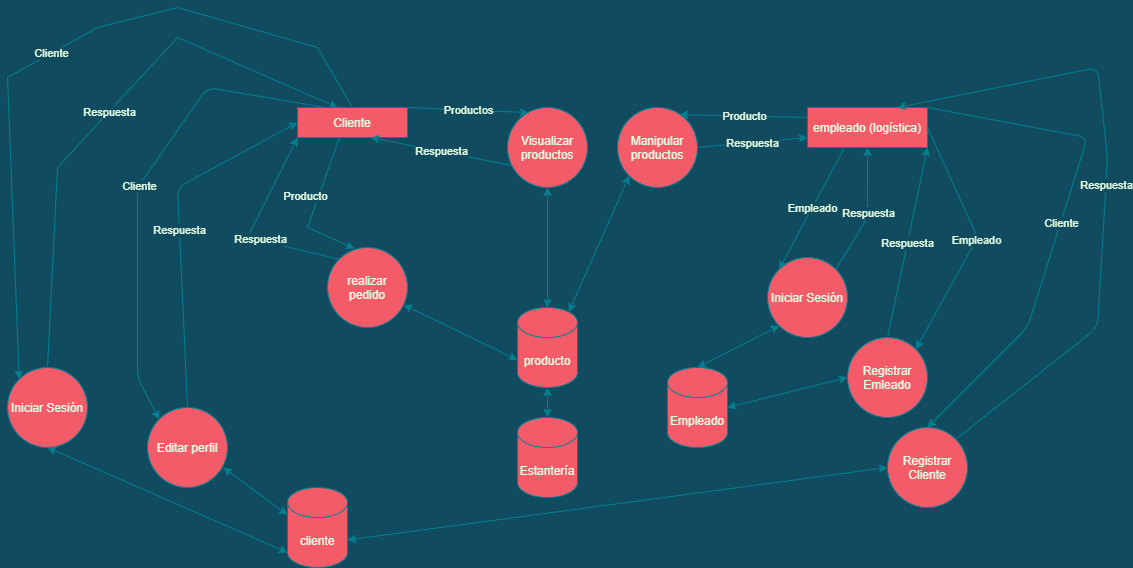 Cliente
Respuesta
Cliente
Productos
Visualizar
productos
Respuesta
Cliente
Respuesta
Producto
Respuesta
realizar
pedido
Manipular
productos
Producto
Respuesta
empleado (logística)
Empleado
Respuesta
Respuesta
Empleado
Cliente
Respuesta
Iniciar Sesión
producto
Registrar
Emleado
Empleado
Iniciar Sesión
Editar perfil
Estantería
Registrar
Cliente
cliente